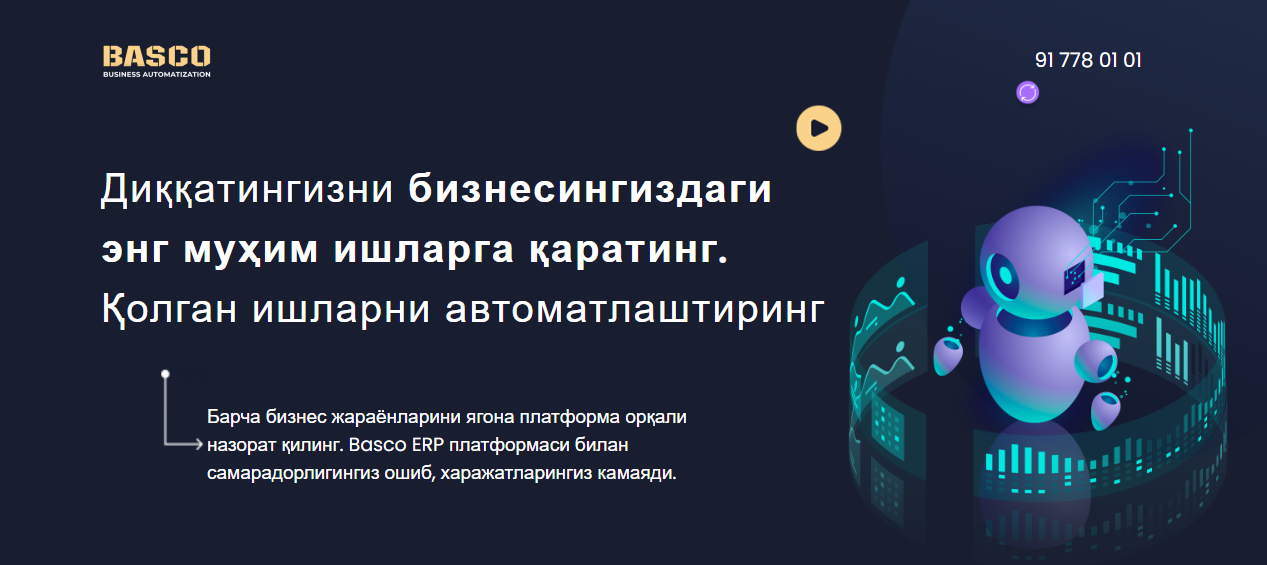 BASCO
BUSINESS AUTOMATIZATION
91 778 01 01
Диққатингизни бизнесингиздаги
энг муҳим ишларга қаратинг.
Қолган ишларни автоматлаштиринг
Барча бизнес жараёнларини ягона платформа орқали
назорат қилинг. Basco ERP платформаси билан
самарадорлигингиз ошиб, харажатларингиз камаяди.